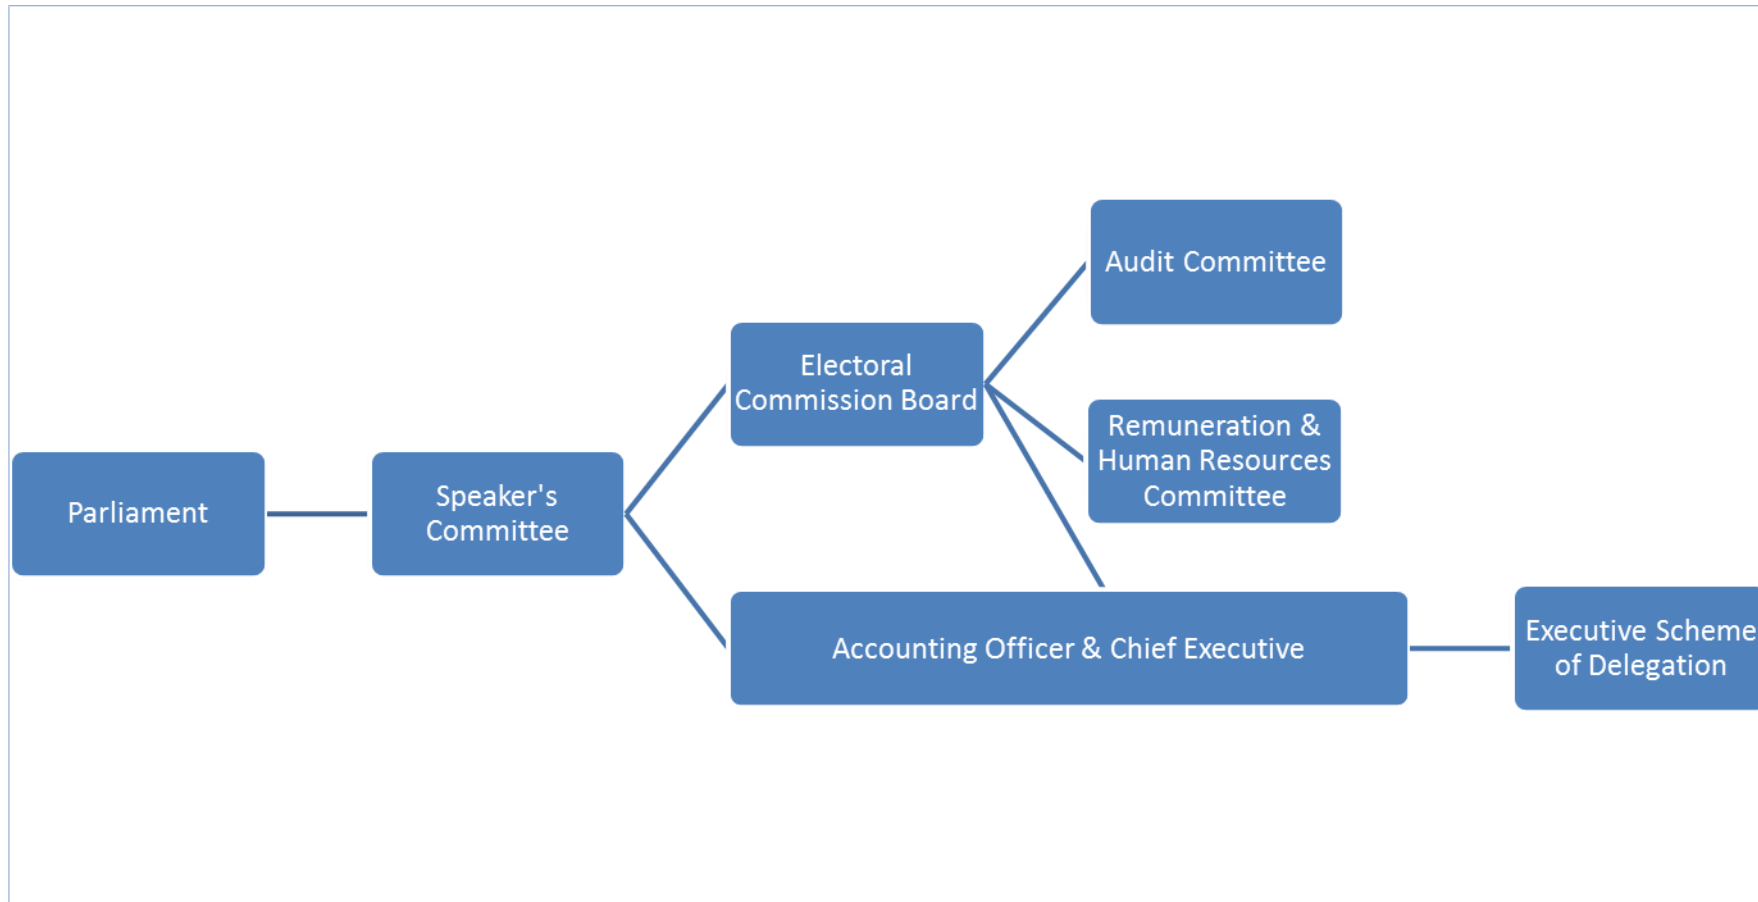 Parliament
Speaker's
Committee
Electoral
Commission Board
Audit Committee
Remuneration &
Human Resources
Committee
Accounting Officer & Chief Executive
Executive Scheme
of Delegation